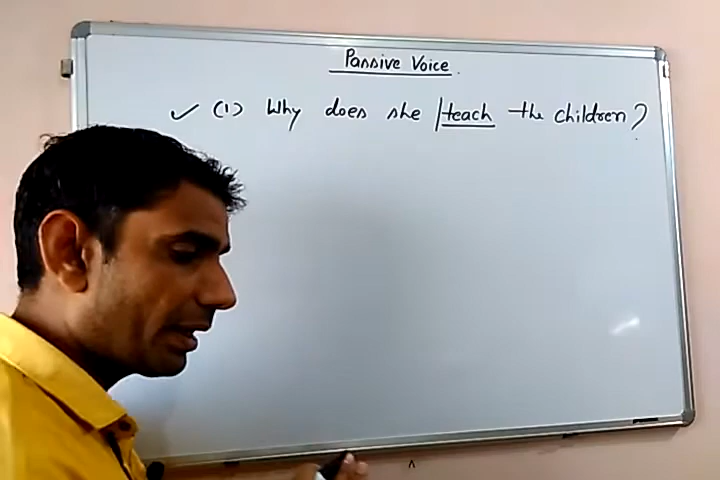 Passive Voice
✓ (1) Why does she teach the children?